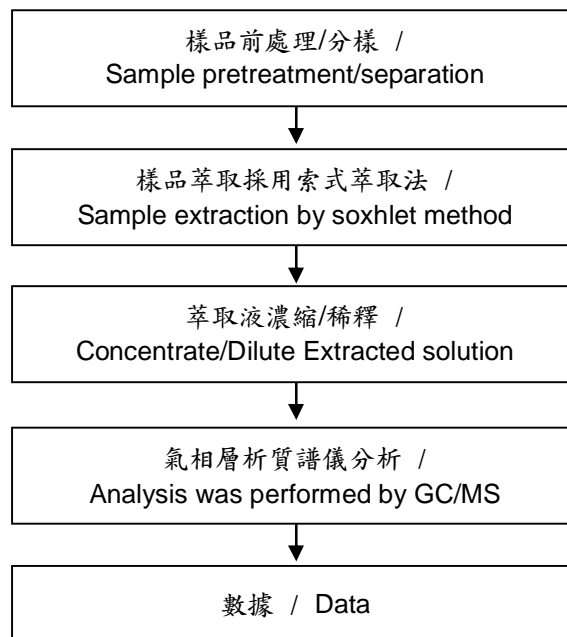 樣品前處理/分樣 /
Sample pretreatment/separation
樣品萃取採用索式萃取法 /
Sample extraction by soxhlet method
萃取液濃縮/稀釋 /
Concentrate/Dilute Extracted solution
氣相層析質譜儀分析 /
Analysis was performed by GC/MS
數據 / Data